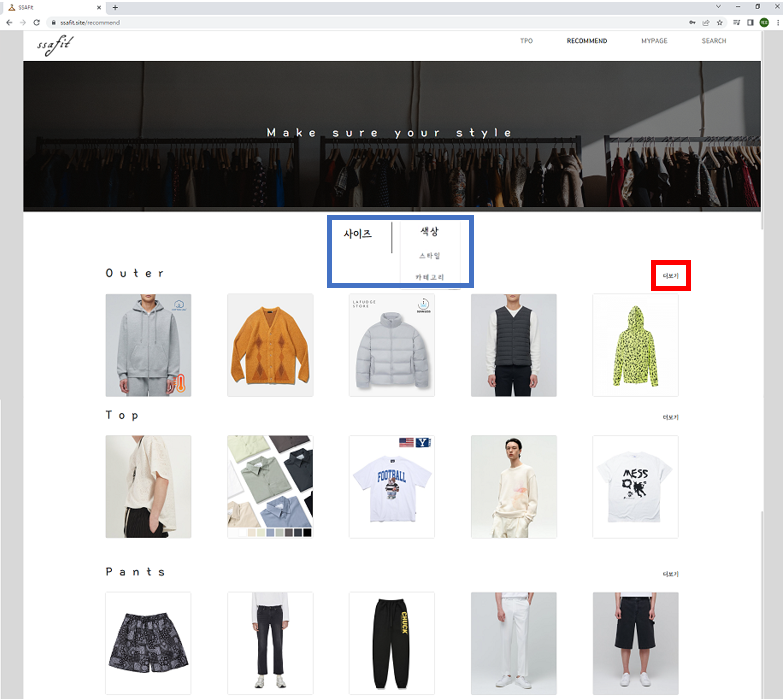 SSAFit
ssafit.site/recommend
ssafit
TPO
RECOMMEND
MYPAGE
SEARCH
Make sure your style
사이즈
색상
스타일
카테고리
Outer
더보기
LAFUDGE
STORE
Top
더보기
FOOTBALL
MESS
Pants
더보기
CHUCK